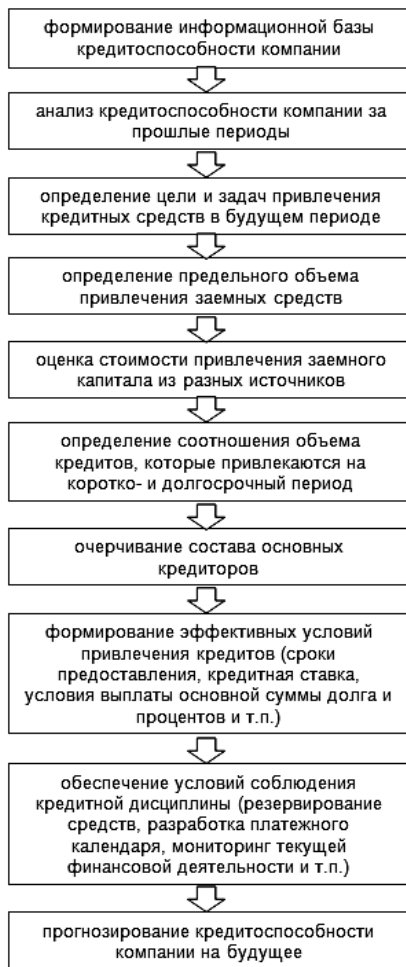 формирование информационной базы
кредитоспособности компании
анализ кредитоспособности компании за
прошлые периоды
определение цели и задач привлечения
кредитных средств в будущем периоде
определение предельного объема
привлечения заемных средств
оценка стоимости привлечения заемного
капитала из разных источников
определение соотношения объема
кредитов, которые привлекаются на
коротко- и долгосрочный период
очерчивание состава основных
кредиторов
формирование эффективных условий
привлечения кредитов (сроки
предоставления, кредитная ставка,
условия выплаты основной суммы долга и
процентов и т.п.)
обеспечение условий соблюдения
кредитной дисциплины (резервирование
средств, разработка платежного
календаря, мониторинг текущей
финансовой деятельности и т.п.)
прогнозирование кредитоспособности
компании на будущее